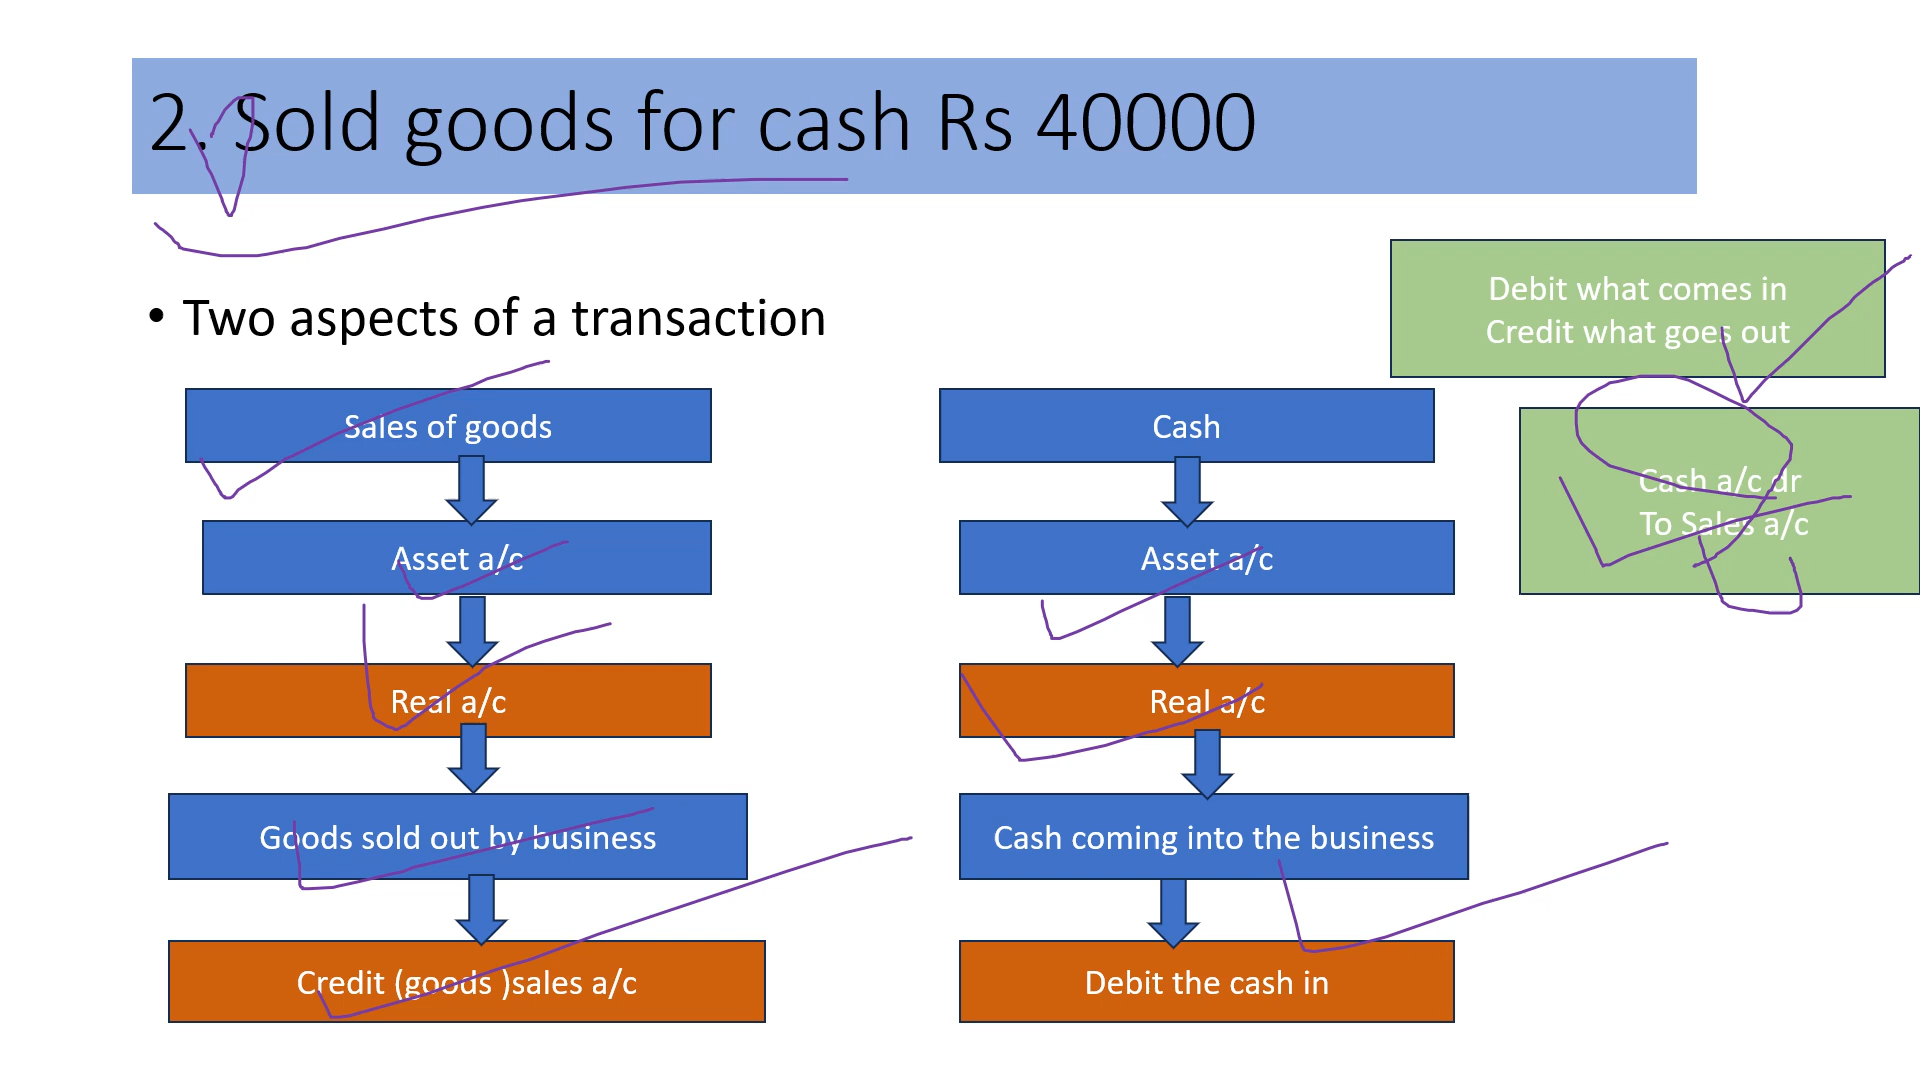 2. Sold goods for cash Rs 40000
• Two aspects of a transaction
Debit what comes in
Credit what goes out
Sales of goods
Asset a/c
Real a/c
Goods sold out by business
Credit (goods )sales a/c
Cash
Asset a/c
Real a/c
Cash coming into the business
Debit the cash in
Cash a/c dr
To Sales a/c